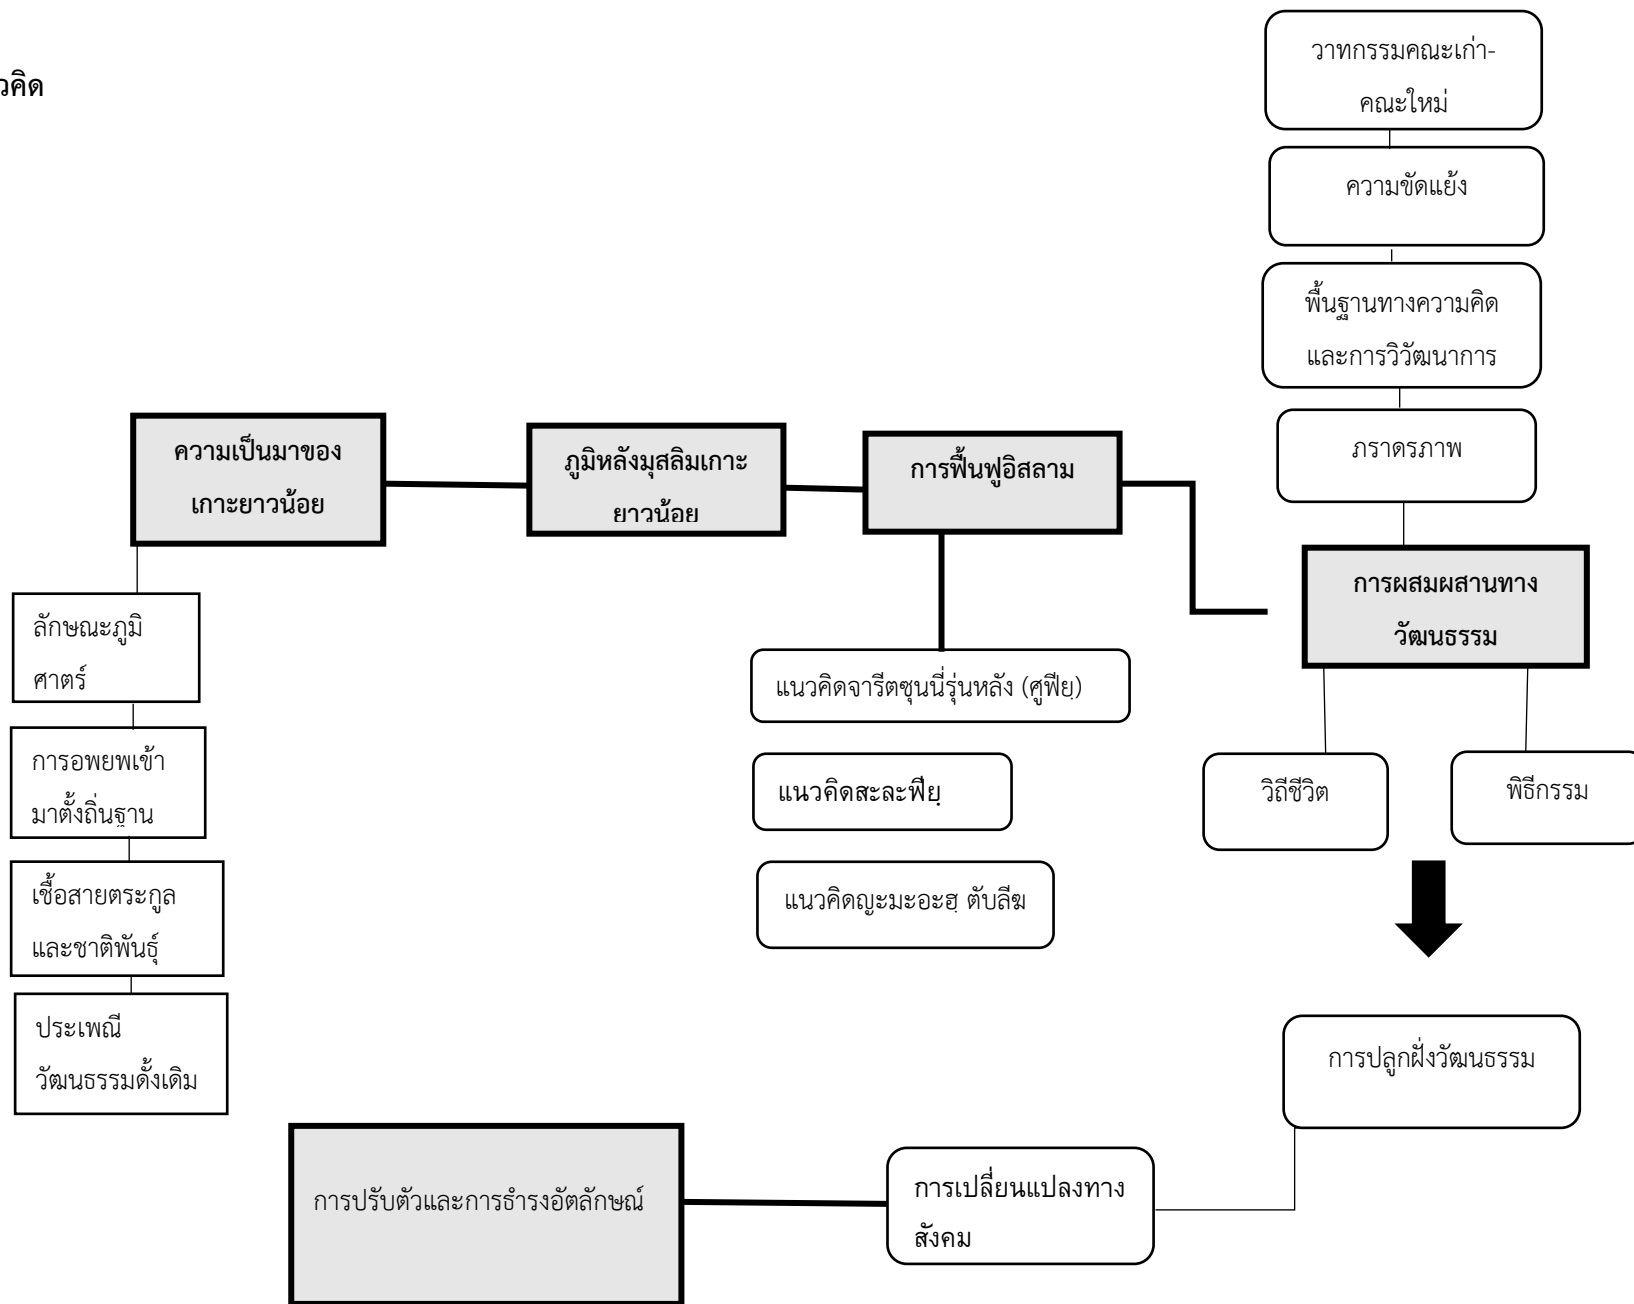 วคิด
วาทกรรมคณะเก่า-
คณะใหม่
ความขัดแย้ง
พื้นฐานทางความคิด
และการวิวัฒนาการ
ภราดรภาพ
ความเป็นมาของ
เกาะยาวน้อย
ภูมิหลังมุสลิมเกาะ
ยาวน้อย
การฟื้นฟูอิสลาม
การผสมผสานทาง
วัฒนธรรม
ลักษณะภูมิ
ศาตร์
การอพยพเข้า
มาตั้งถิ่นฐาน
เชื้อสายตระกูล
และชาติพันธุ์
ประเพณี
วัฒนธรรมดั้งเดิม
แนวคิดจารีตซุนนี่รุ่นหลัง (ศูฟียฺ)
แนวคิดสะละฟียฺ
แนวคิดญะมะอะฮฺ ตับลีฆ
วิถีชีวิต
พิธีกรรม
การปลูกฝั่งวัฒนธรรม
การเปลี่ยนแปลงทาง
สังคม
การปรับตัวและการธำรงอัตลักษณ์